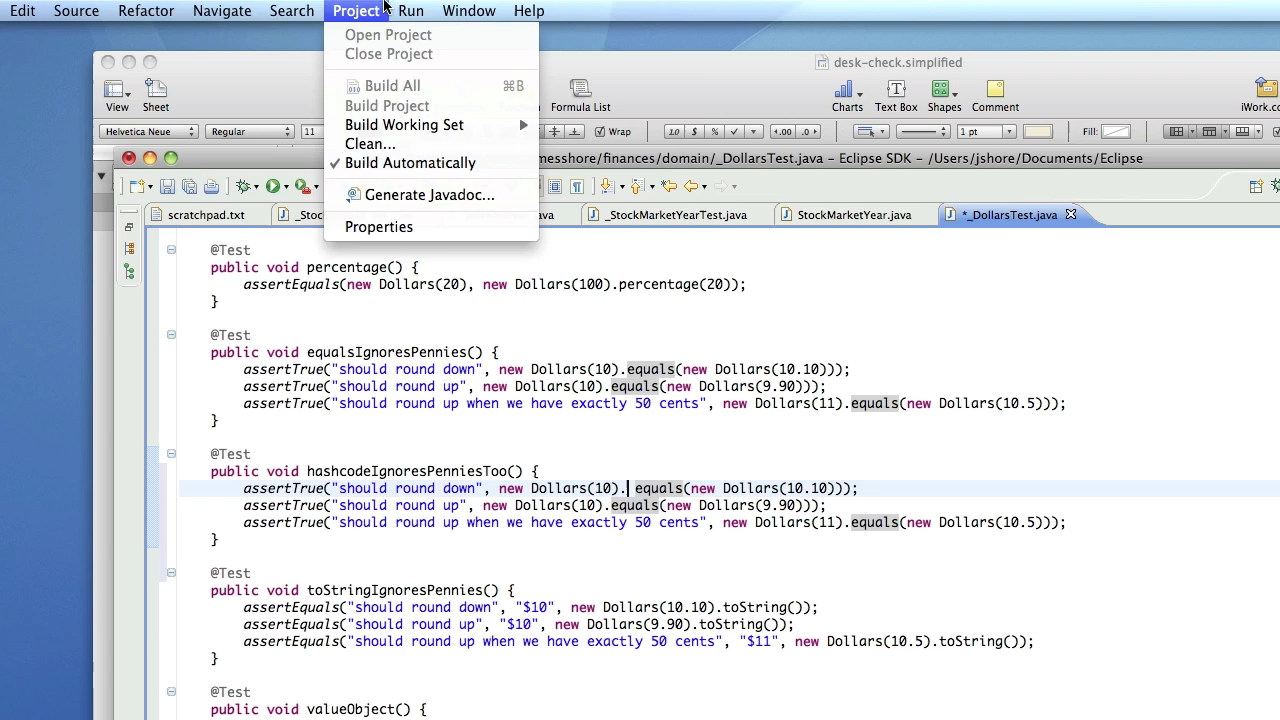 Edit Source Refactor Navigate Search Project Run Window Help
Open Project
Close Project
Build All ⌘B
Build Project
Build Working Set
Clean...
Build Automatically
Generate Javadoc...
Properties
desk-check.simplified
View Sheet Formula List Charts Text Box Shapes Comment iWork.co
Helvetica Neue Regular 11 Wrap 1.0 $ % 1 pt Fill:
messhore/finances/domain/_DollarsTest.java - Eclipse SDK - /Users/jshore/Documents/Eclipse
scratchpad.txt _Stoc va _StockMarketYearTest.java StockMarketYear.java *_DollarsTest.java
@Test
public void percentage() {
assertEquals(new Dollars(20), new Dollars(100).percentage(20));
}
@Test
public void equalsIgnoresPennies() {
assertTrue("should round down", new Dollars(10).equals(new Dollars(10.10)));
assertTrue("should round up", new Dollars(10).equals(new Dollars(9.90)));
assertTrue("should round up when we have exactly 50 cents", new Dollars(11).equals(new Dollars(10.5)));
}
@Test
public void hashcodeIgnoresPenniesToo() {
assertTrue("should round down", new Dollars(10). equals(new Dollars(10.10)));
assertTrue("should round up", new Dollars(10).equals(new Dollars(9.90)));
assertTrue("should round up when we have exactly 50 cents", new Dollars(11).equals(new Dollars(10.5)));
}
@Test
public void toStringIgnoresPennies() {
assertEquals("should round down", "$10", new Dollars(10.10).toString());
assertEquals("should round up", "$10", new Dollars(9.90).toString());
assertEquals("should round up when we have exactly 50 cents", "$11", new Dollars(10.5).toString());
}
@Test
public void valueObject() {